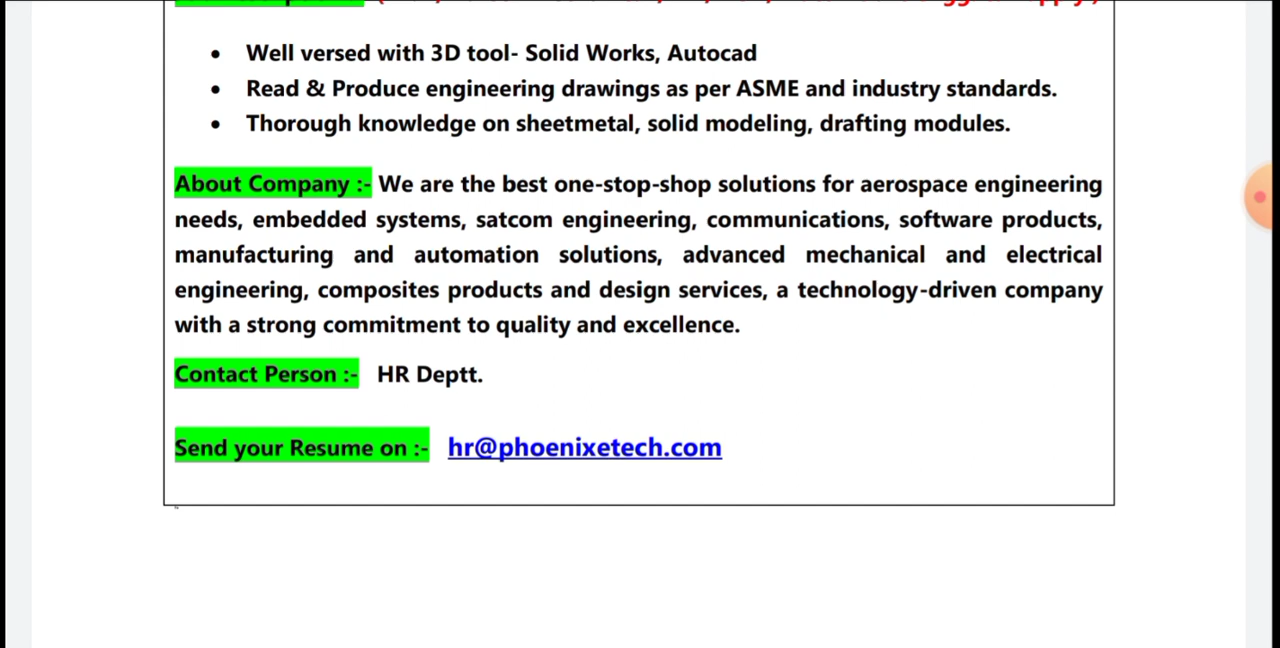 Well versed with 3D tool- Solid Works, Autocad
Read & Produce engineering drawings as per ASME and industry standards.
Thorough knowledge on sheetmetal, solid modeling, drafting modules.
About Company :- We are the best one-stop-shop solutions for aerospace engineering
needs, embedded systems, satcom engineering, communications, software products,
manufacturing and automation solutions, advanced mechanical and electrical
engineering, composites products and design services, a technology-driven company
with a strong commitment to quality and excellence.
Contact Person :- HR Deptt.
Send your Resume on :- hr@phoenixetech.com